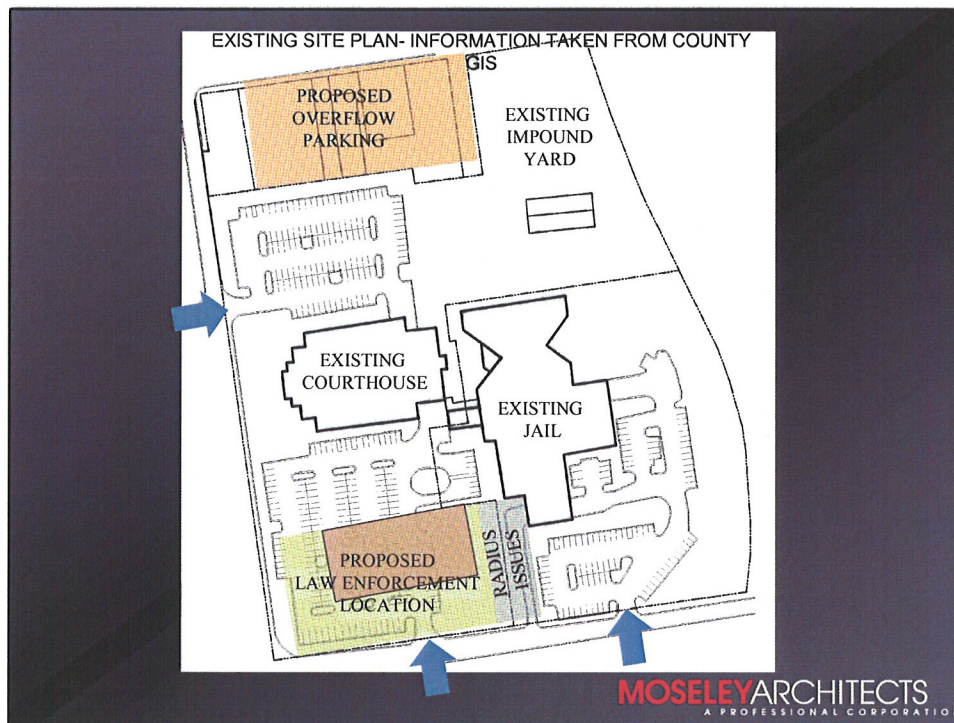 EXISTING SITE PLAN- INFORMATION TAKEN FROM COUNTY
GIS
PROPOSED
OVERFLOW
PARKING
EXISTING
IMPOUND
YARD
EXISTING
COURTHOUSE
EXISTING
JAIL
RADIUS
ISSUES
PROPOSED
LAW ENFORCEMENT
LOCATION
MOSELEYARCHITECTS
A PROFESSIONAL CORPORATIO